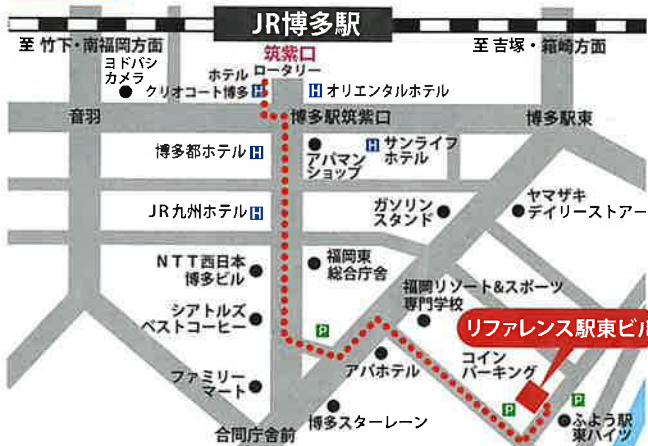 JR博多駅
至 竹下・南福岡方面
筑紫口
至 吉塚・箱崎方面
ヨドバシ
カメラ
ホテル
クリオコート博多 H
ロータリー
H オリエンタルホテル
音羽
博多駅筑紫口
博多駅東
博多都ホテル H
アパマン
ショップ
H サンライフ
ホテル
JR九州ホテル H
ガソリン
スタンド
ヤマザキ
デイリーストアー
NTT西日本
博多ビル
福岡東
総合庁舎
福岡リゾート&スポーツ
専門学校
シアトルズ
ベストコーヒー
P
リファレンス駅東ビル
アパホテル
コイン
パーキング
ファミリー
マート
P
P
博多スターレーン
ふよう駅
東ハイツ
合同庁舎前